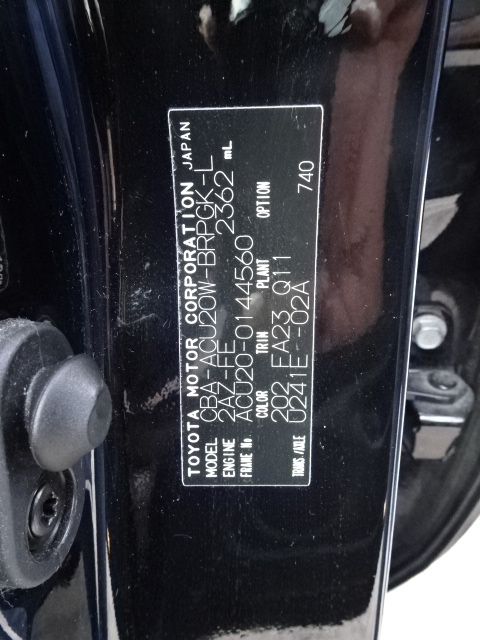 TOYOTA MOTOR CORPORATION JAPAN
MODEL CBA-ACU20W-BRPGK-L
ENGINE 2AZ-FE 2362 mL
FRAME No. ACU20-0144560
COLOR TRIM PLANT OPTION
202 FA23 Q11 740
TRANS/AXLE U241E -02A